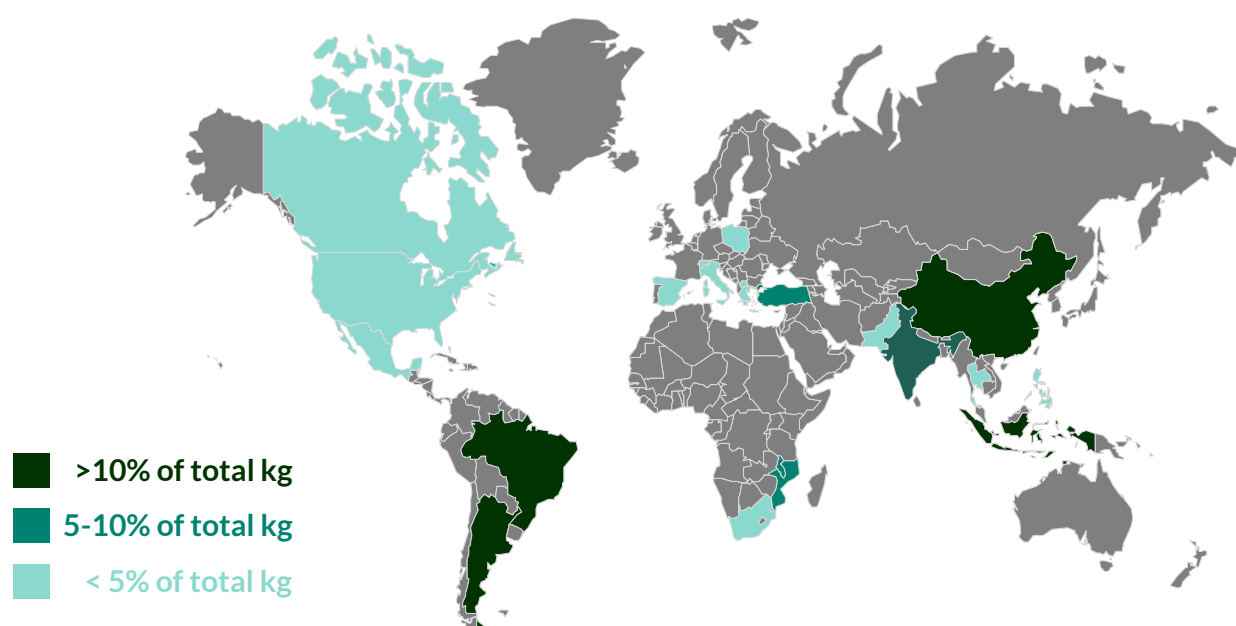 >10% of total kg
5-10% of total kg
< 5% of total kg